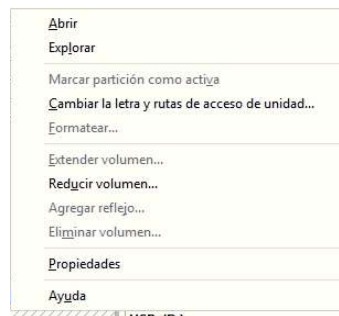 Abrir
Explorar
Marcar partición como activa
Cambiar la letra y rutas de acceso de unidad...
Formatear...
Extender volumen...
Reducir volumen...
Agregar reflejo...
Eliminar volumen...
Propiedades
Ayuda